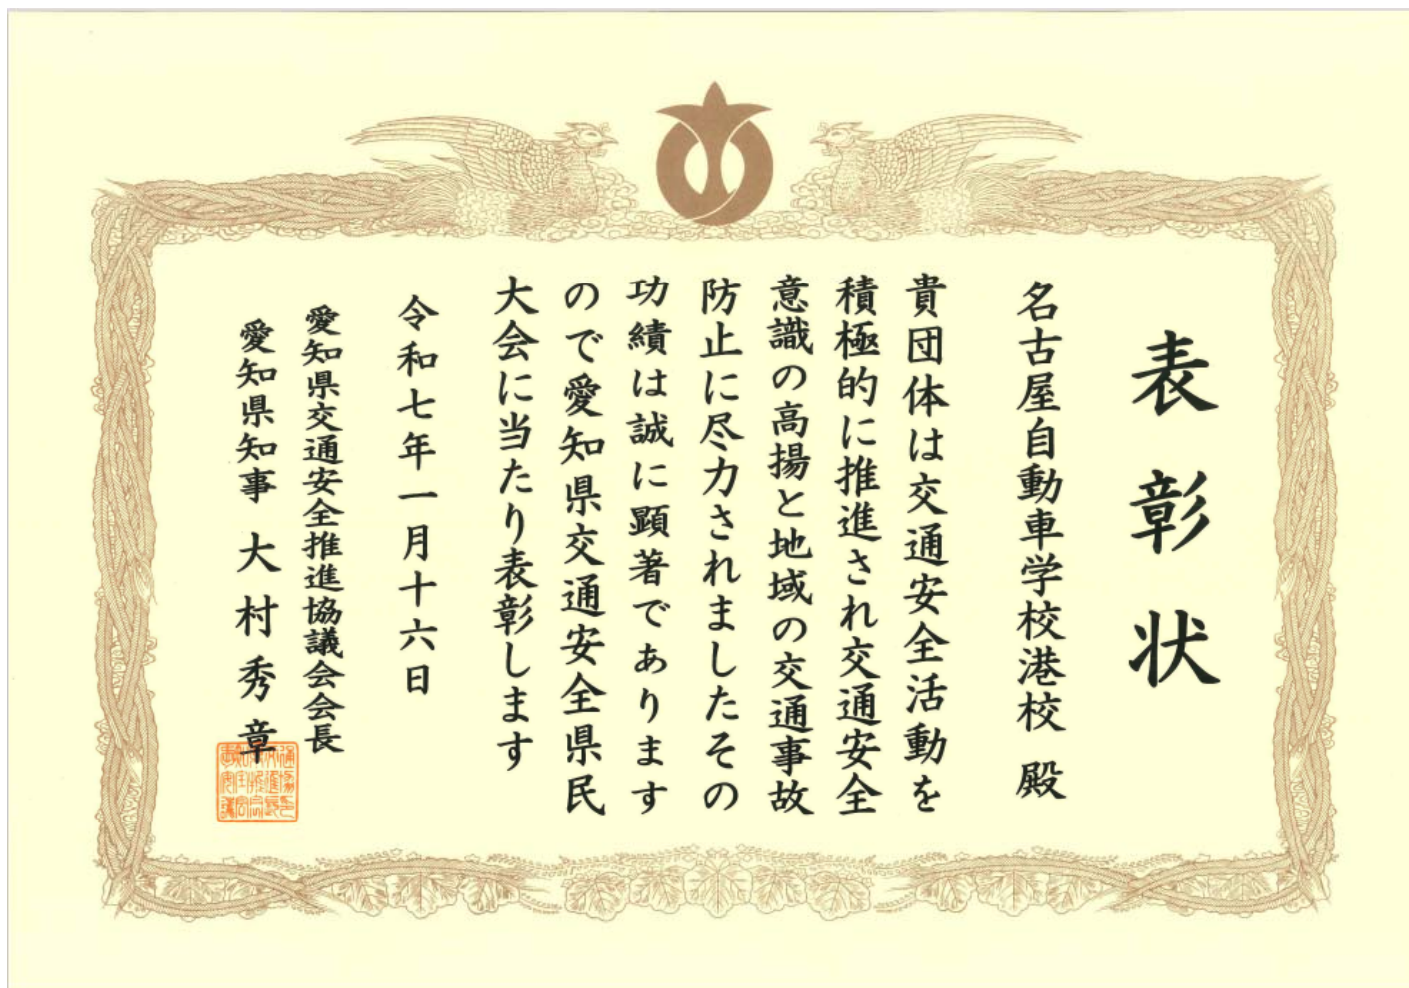 表彰状
名古屋自動車学校港校 殿
貴団体は交通安全活動を
積極的に推進され交通安全
意識の高揚と地域の交通事故
防止に尽力されましたその
功績は誠に顕著であります
ので愛知県交通安全県民
大会に当たり表彰します
令和七年一月十六日
愛知県交通安全推進協議会会長
愛知県知事 大村秀章